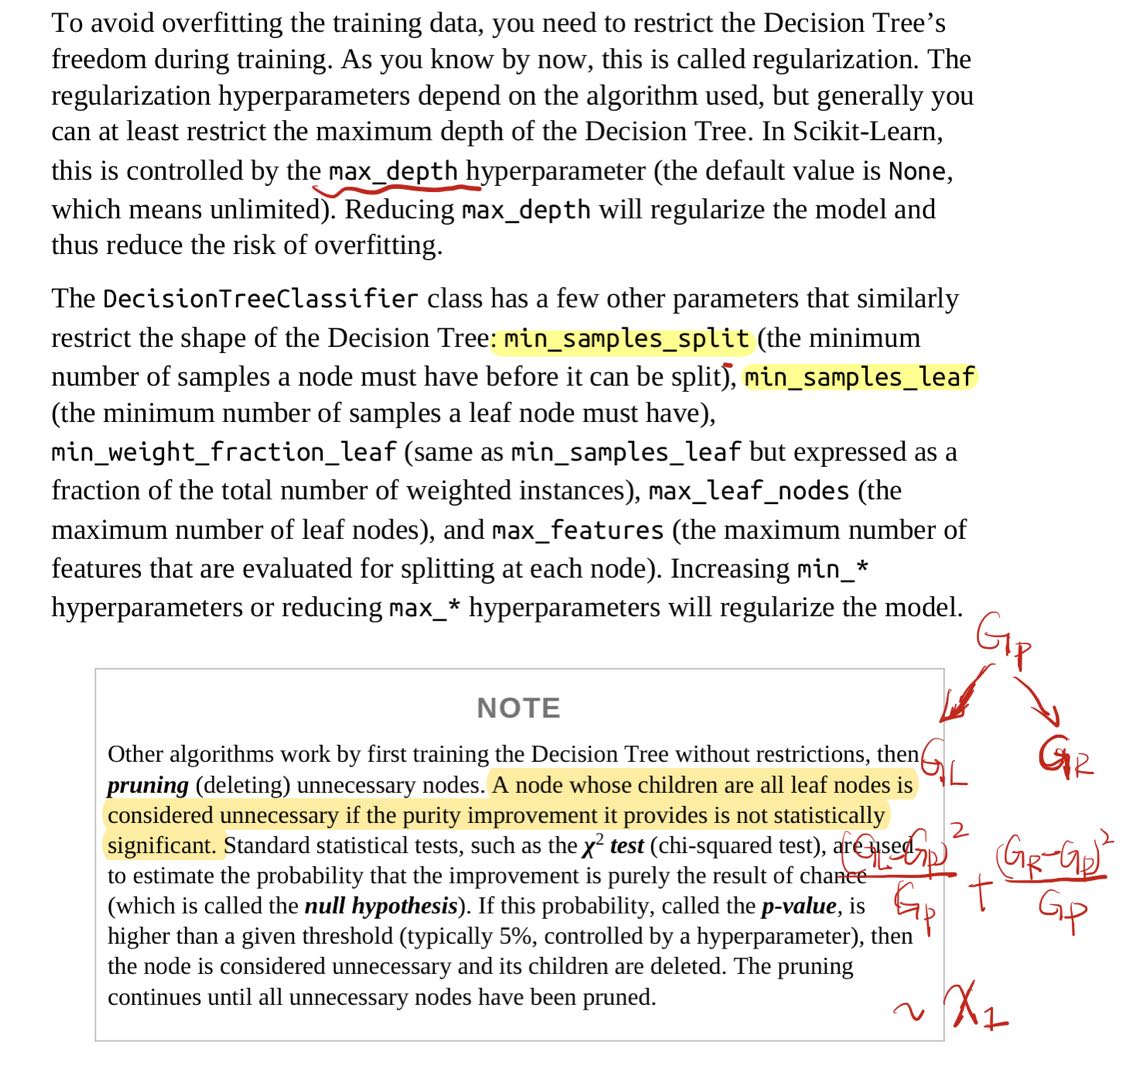 To avoid overfitting the training data, you need to restrict the Decision Tree’s
freedom during training. As you know by now, this is called regularization. The
regularization hyperparameters depend on the algorithm used, but generally you
can at least restrict the maximum depth of the Decision Tree. In Scikit-Learn,
this is controlled by the max_depth hyperparameter (the default value is None,
which means unlimited). Reducing max_depth will regularize the model and
thus reduce the risk of overfitting.
The DecisionTreeClassifier class has a few other parameters that similarly
restrict the shape of the Decision Tree: min_samples_split (the minimum
number of samples a node must have before it can be split), min_samples_leaf
(the minimum number of samples a leaf node must have),
min_weight_fraction_leaf (same as min_samples_leaf but expressed as a
fraction of the total number of weighted instances), max_leaf_nodes (the
maximum number of leaf nodes), and max_features (the maximum number of
features that are evaluated for splitting at each node). Increasing min_*
hyperparameters or reducing max_* hyperparameters will regularize the model.
G_P
NOTE
Other algorithms work by first training the Decision Tree without restrictions, then
pruning (deleting) unnecessary nodes. A node whose children are all leaf nodes is
considered unnecessary if the purity improvement it provides is not statistically
significant. Standard statistical tests, such as the χ² test (chi-squared test), are used
to estimate the probability that the improvement is purely the result of chance
(which is called the null hypothesis). If this probability, called the p-value, is
higher than a given threshold (typically 5%, controlled by a hyperparameter), then
the node is considered unnecessary and its children are deleted. The pruning
continues until all unnecessary nodes have been pruned.
G_L G_R
(G_L-G_P)²/G_P + (G_R-G_P)²/G_P
~ χ_1